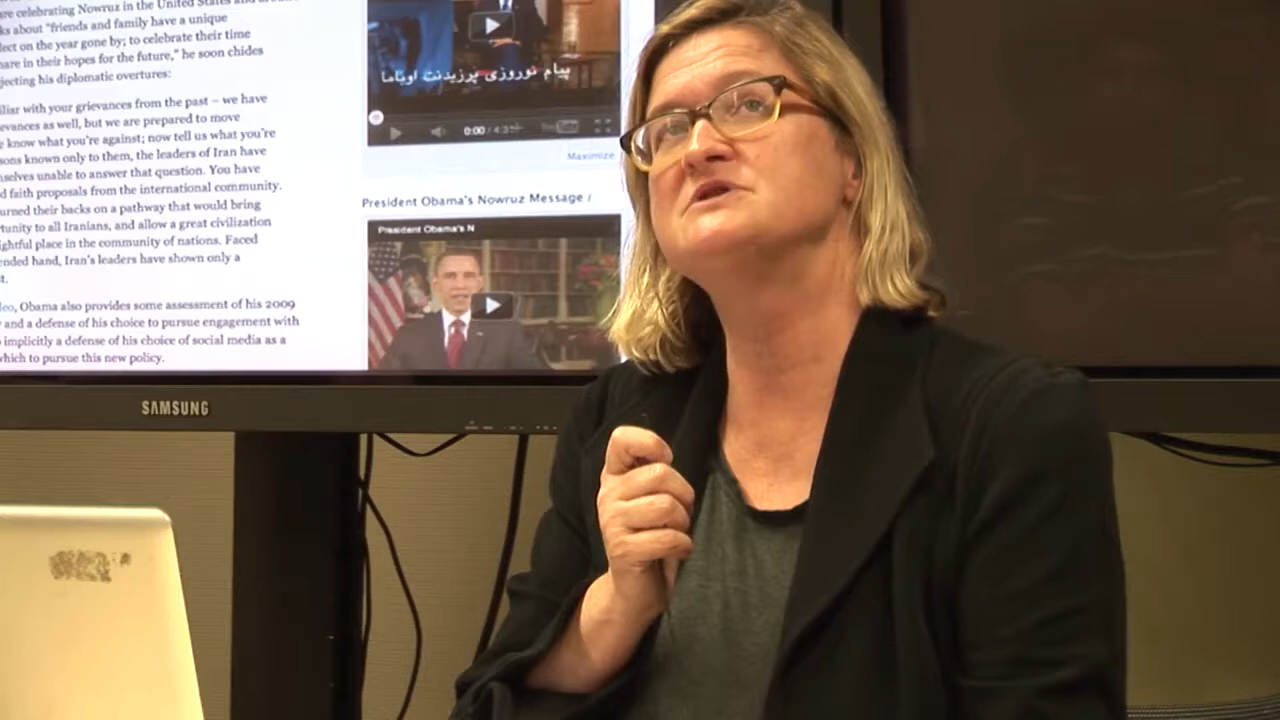 are celebrating Nowruz in the United States and
ks about "friends and family have a unique
lect on the year gone by; to celebrate their time
hare in their hopes for the future," he soon chides
jecting his diplomatic overtures:
iliar with your grievances from the past – we have
evances as well, but we are prepared to move
e know what you're against; now tell us what you're
sons known only to them, the leaders of Iran have
nselves unable to answer that question. You have
d faith proposals from the international community.
urned their backs on a pathway that would bring
tunity to all Iranians, and allow a great civilization
ightful place in the community of nations. Faced
ended hand, Iran's leaders have shown only a
t.
leo, Obama also provides some assessment of his 2009
and a defense of his choice to pursue engagement with
implicitly a defense of his choice of social media as a
which to pursue this new policy.
پیام نوروزی پرزیدنت اوباما
0:00 / 4:3
Maximize
President Obama's Nowruz Message /
President Obama's N
SAMSUNG